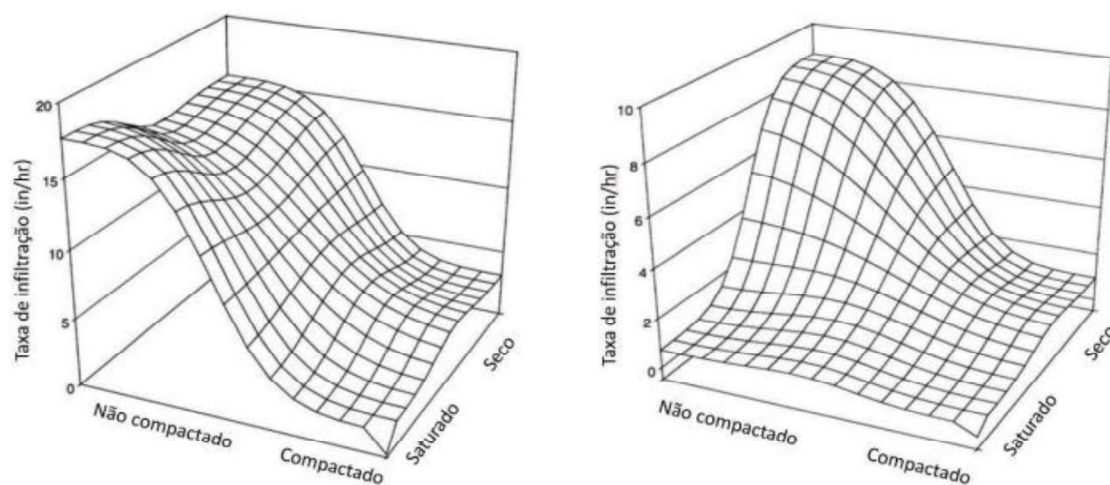 20
15
10
5
0
Taxa de infiltração (in/hr)
Não compactado
Compactado
Saturado
Seco
10
8
6
4
2
0
Taxa de infiltração (in/hr)
Não compactado
Compactado
Saturado
Seco